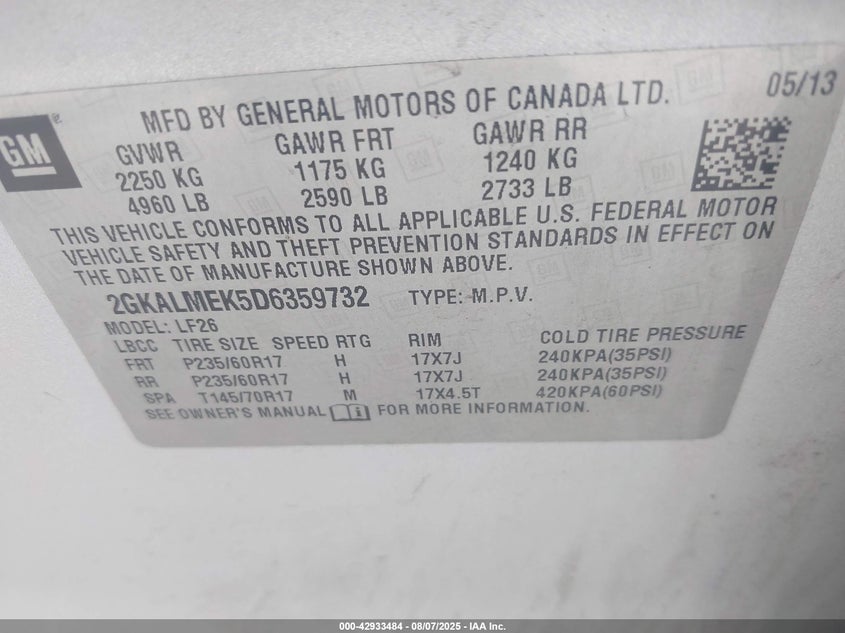 05/13
GM
MFD BY GENERAL MOTORS OF CANADA LTD.
GVWR GAWR FRT GAWR RR
2250 KG 1175 KG 1240 KG
4960 LB 2590 LB 2733 LB
THIS VEHICLE CONFORMS TO ALL APPLICABLE U.S. FEDERAL MOTOR
VEHICLE SAFETY AND THEFT PREVENTION STANDARDS IN EFFECT ON
THE DATE OF MANUFACTURE SHOWN ABOVE.
2GKALMEK5D6359732 TYPE: M.P.V.
MODEL: LF26
LBCC TIRE SIZE SPEED RTG RIM COLD TIRE PRESSURE
FRT P235/60R17 H 17X7J 240KPA(35PSI)
RR P235/60R17 H 17X7J 240KPA(35PSI)
SPA T145/70R17 M 17X4.5T 420KPA(60PSI)
SEE OWNER'S MANUAL FOR MORE INFORMATION.
000-42933484 - 08/07/2025 - IAA Inc.